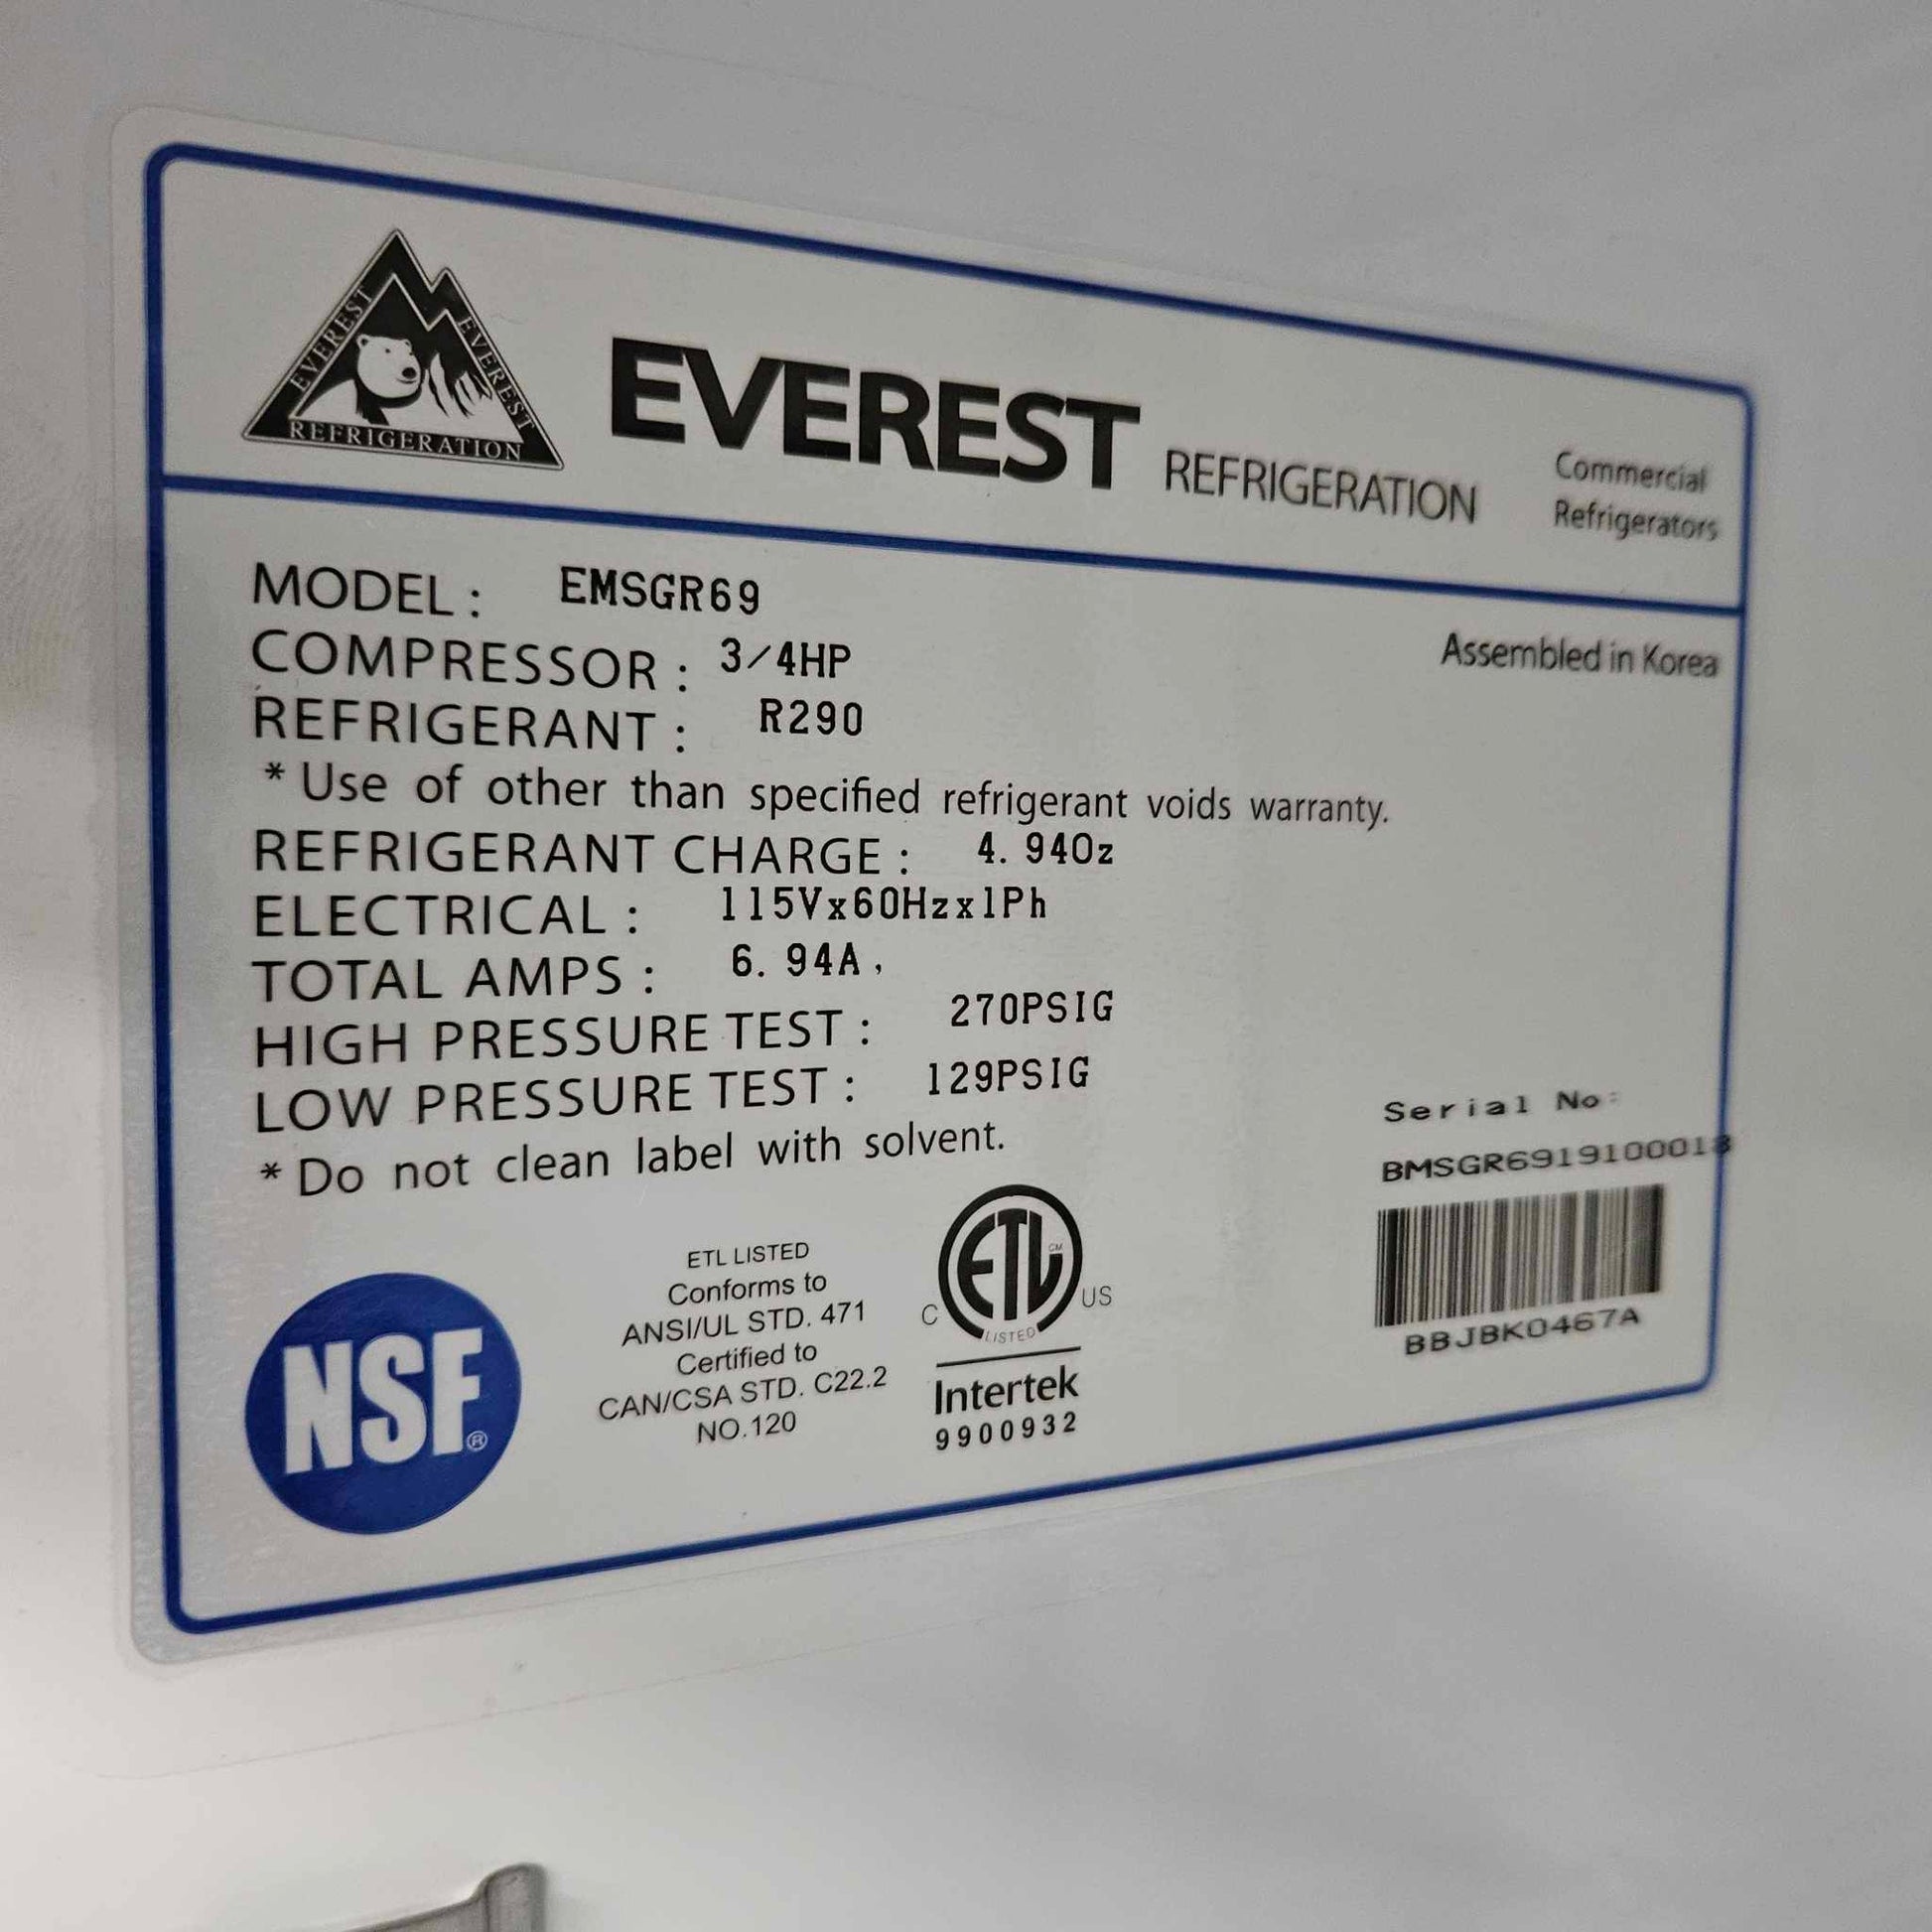 EVEREST
EVEREST
REFRIGERATION
EVEREST REFRIGERATION
Commercial
Refrigerators
MODEL : EMSGR69
Assembled in Korea
COMPRESSOR : 3/4HP
REFRIGERANT : R290
* Use of other than specified refrigerant voids warranty.
REFRIGERANT CHARGE : 4. 94Oz
ELECTRICAL : 115Vx60Hzx1Ph
TOTAL AMPS : 6. 94A,
HIGH PRESSURE TEST : 270PSIG
LOW PRESSURE TEST : 129PSIG
* Do not clean label with solvent.
Serial No:
BMSGR6919100013
BBJBK0467A
NSF®
ETL LISTED
Conforms to
ANSI/UL STD. 471
Certified to
CAN/CSA STD. C22.2
NO.120
ETL CM
C US
LISTED
Intertek
9900932